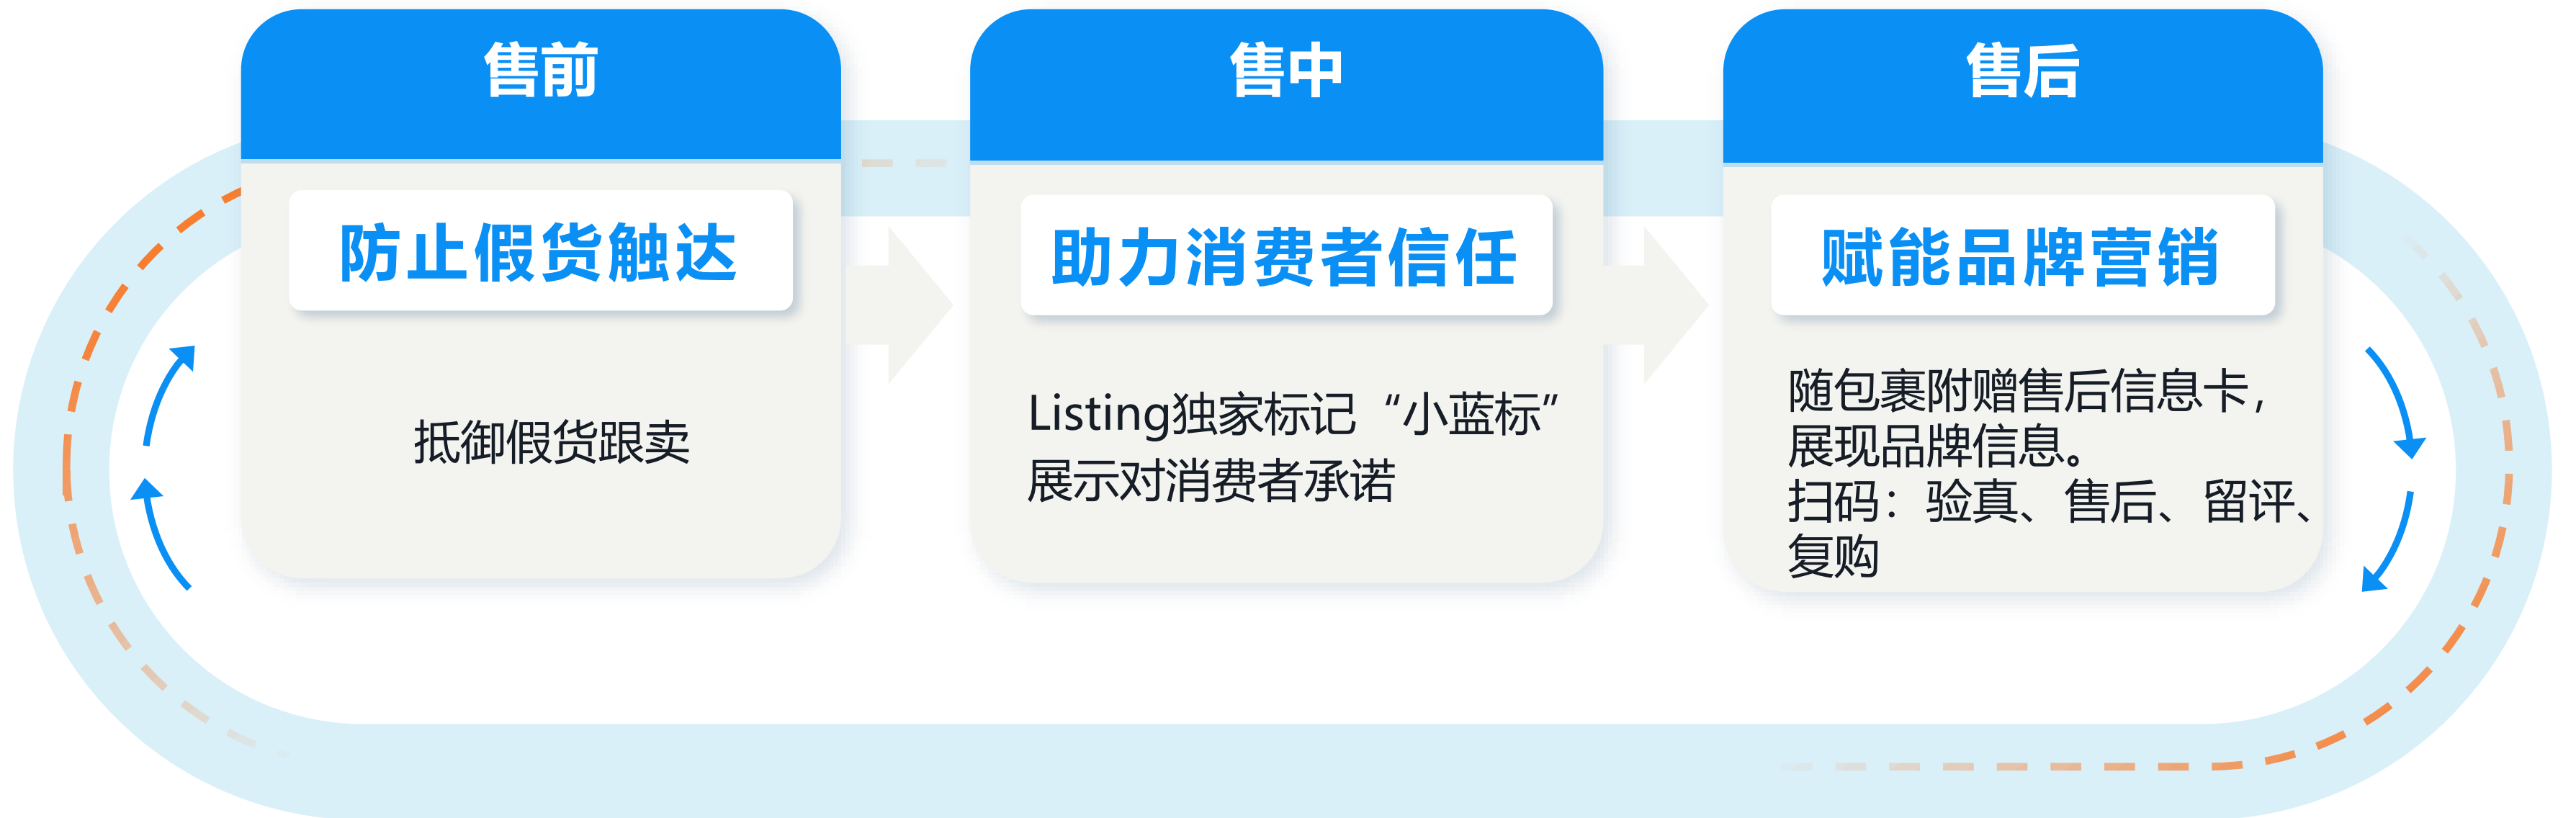 售前
防止假货触达
抵御假货跟卖
售中
助力消费者信任
Listing独家标记“小蓝标”
展示对消费者承诺
售后
赋能品牌营销
随包裹附赠售后信息卡，
展现品牌信息。
扫码：验真、售后、留评、
复购